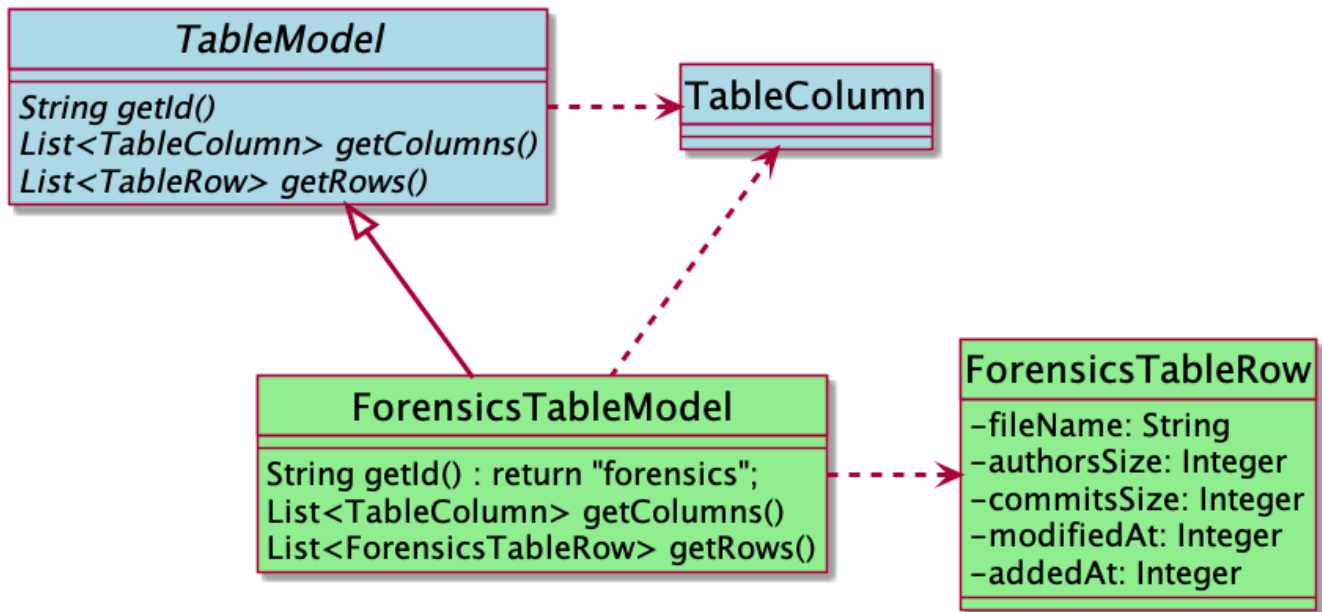 TableModel
String getId()
List<TableColumn> getColumns()
List<TableRow> getRows()
TableColumn
ForensicsTableModel
String getId() : return "forensics";
List<TableColumn> getColumns()
List<ForensicsTableRow> getRows()
ForensicsTableRow
-fileName: String
-authorsSize: Integer
-commitsSize: Integer
-modifiedAt: Integer
-addedAt: Integer